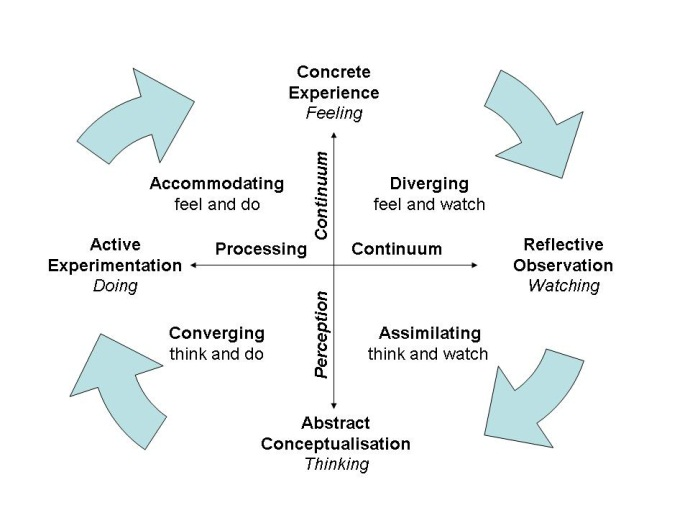 Concrete
Experience
Feeling
Accommodating
feel and do
Continuum
Diverging
feel and watch
Active
Experimentation
Doing
Processing
Continuum
Reflective
Observation
Watching
Converging
think and do
Perception
Assimilating
think and watch
Abstract
Conceptualisation
Thinking